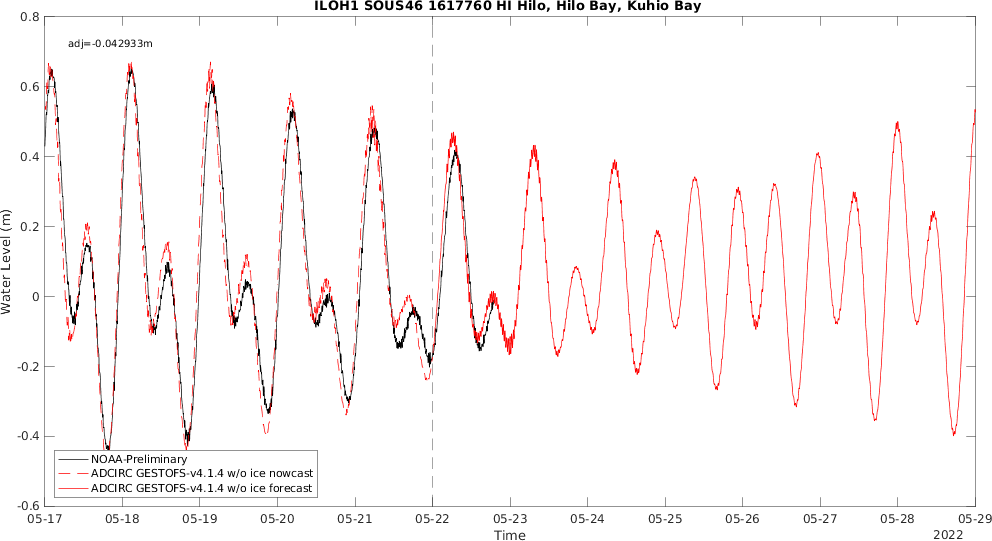 ILOH1 SOUS46 1617760 HI Hilo, Hilo Bay, Kuhio Bay
adj=-0.042933m
0.8
0.6
0.4
0.2
0
-0.2
-0.4
-0.6
Water Level (m)
NOAA-Preliminary
ADCIRC GESTOFS-v4.1.4 w/o ice nowcast
ADCIRC GESTOFS-v4.1.4 w/o ice forecast
05-17 05-18 05-19 05-20 05-21 05-22 05-23 05-24 05-25 05-26 05-27 05-28 05-29
Time
2022